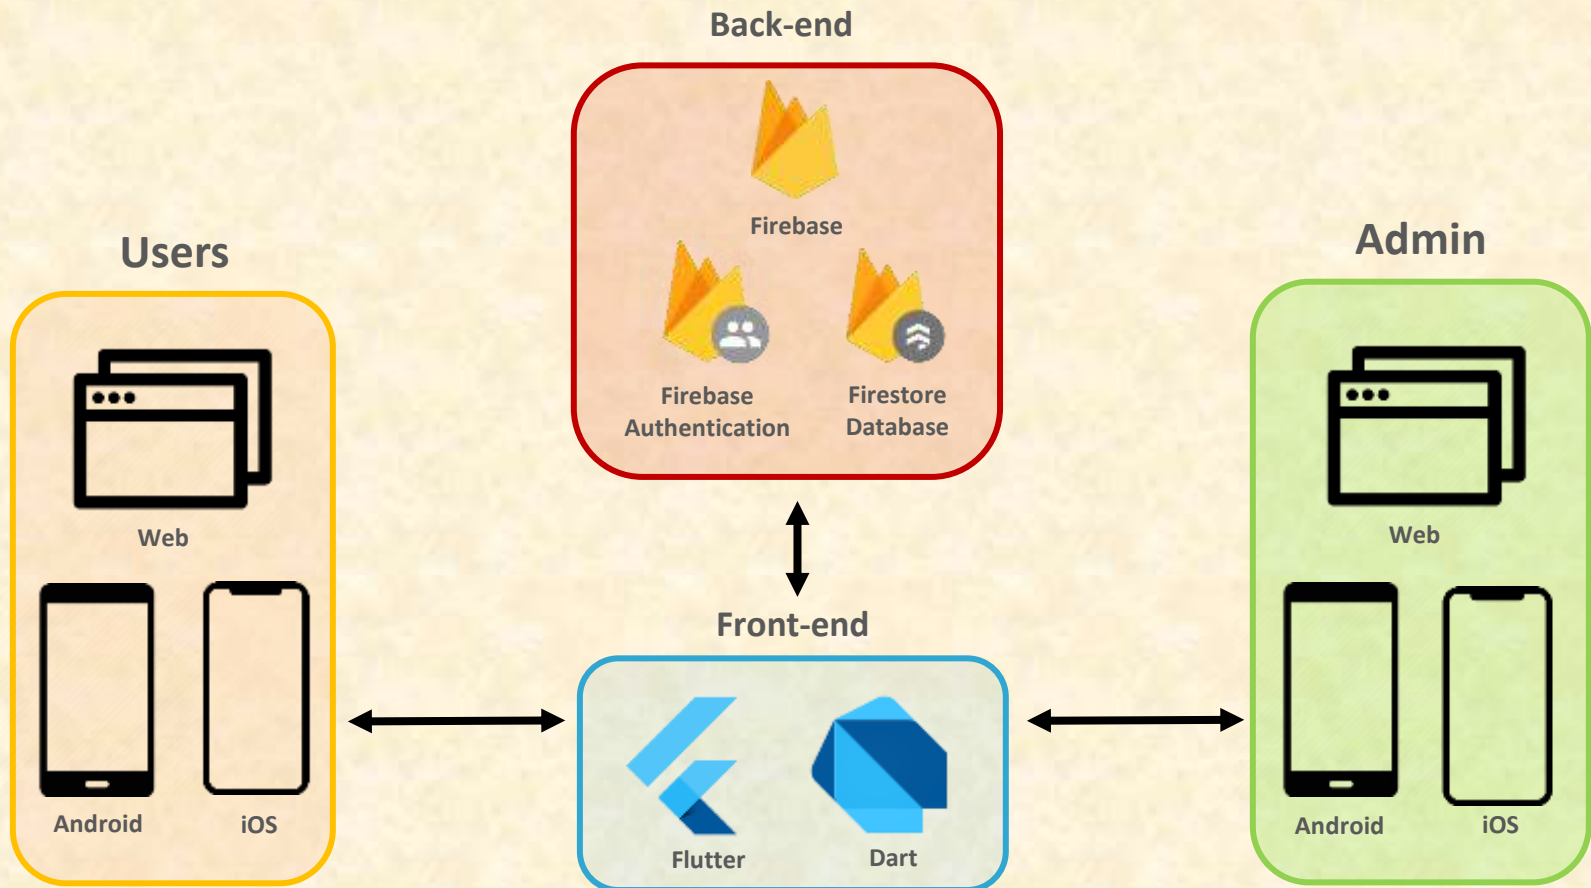 Back-end
Firebase
Firebase
Authentication
Firestore
Database
Users
Web
Android
iOS
Front-end
Flutter
Dart
Admin
Web
Android
iOS